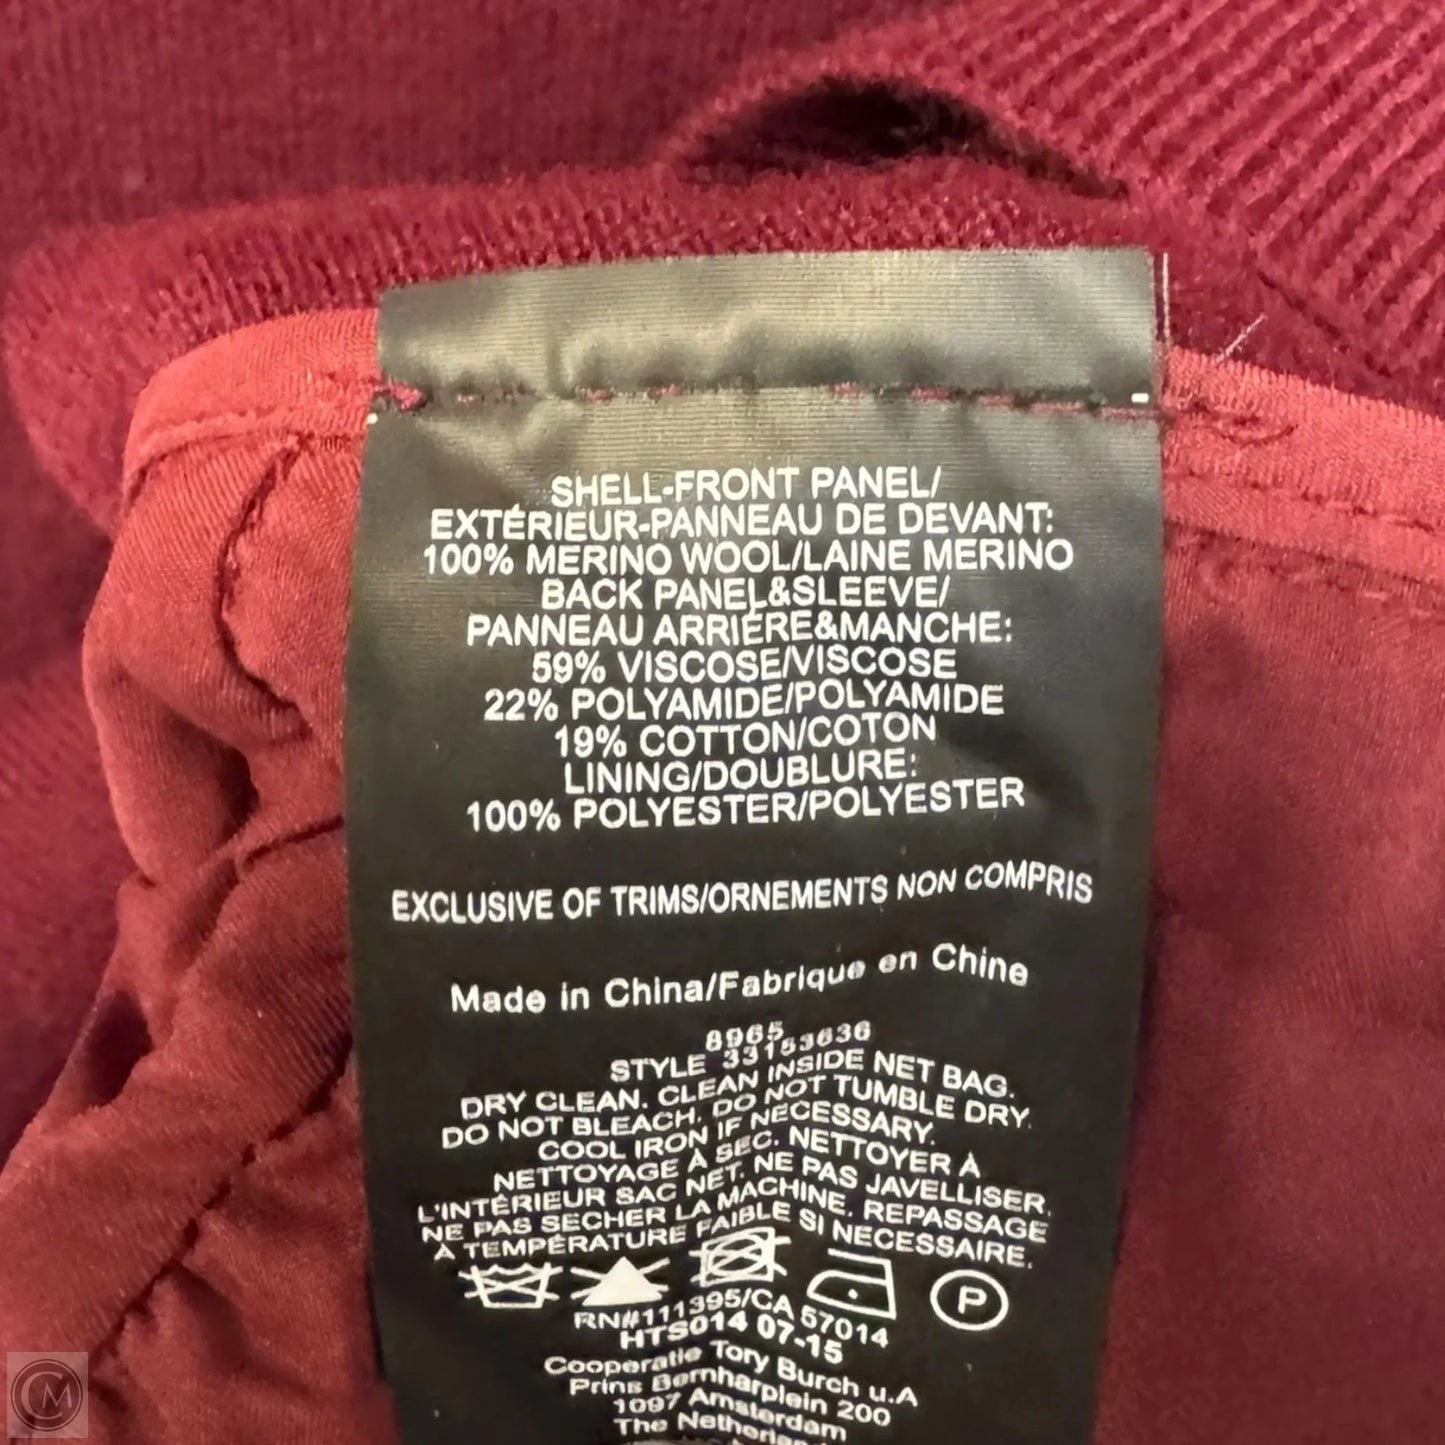 SHELL-FRONT PANEL/
EXTÉRIEUR-PANNEAU DE DEVANT:
100% MERINO WOOL/LAINE MERINO
BACK PANEL&SLEEVE/
PANNEAU ARRIÈRE&MANCHE:
59% VISCOSE/VISCOSE
22% POLYAMIDE/POLYAMIDE
19% COTTON/COTON
LINING/DOUBLURE:
100% POLYESTER/POLYESTER
EXCLUSIVE OF TRIMS/ORNEMENTS NON COMPRIS
Made in China/Fabrique en Chine
8965
STYLE 33153636
DRY CLEAN. CLEAN INSIDE NET BAG.
DO NOT BLEACH. DO NOT TUMBLE DRY.
COOL IRON IF NECESSARY.
NETTOYAGE À SEC. NETTOYER À
L'INTÉRIEUR SAC NET. NE PAS JAVELLISER.
NE PAS SECHER LA MACHINE. REPASSAGE
À TEMPÉRATURE FAIBLE SI NECESSAIRE.
P
RN#111395/CA 57014
HTS014 07-15
Cooperatie Tory Burch u.A
Prins Bernharplein 200
1097 Amsterdam
The
CM